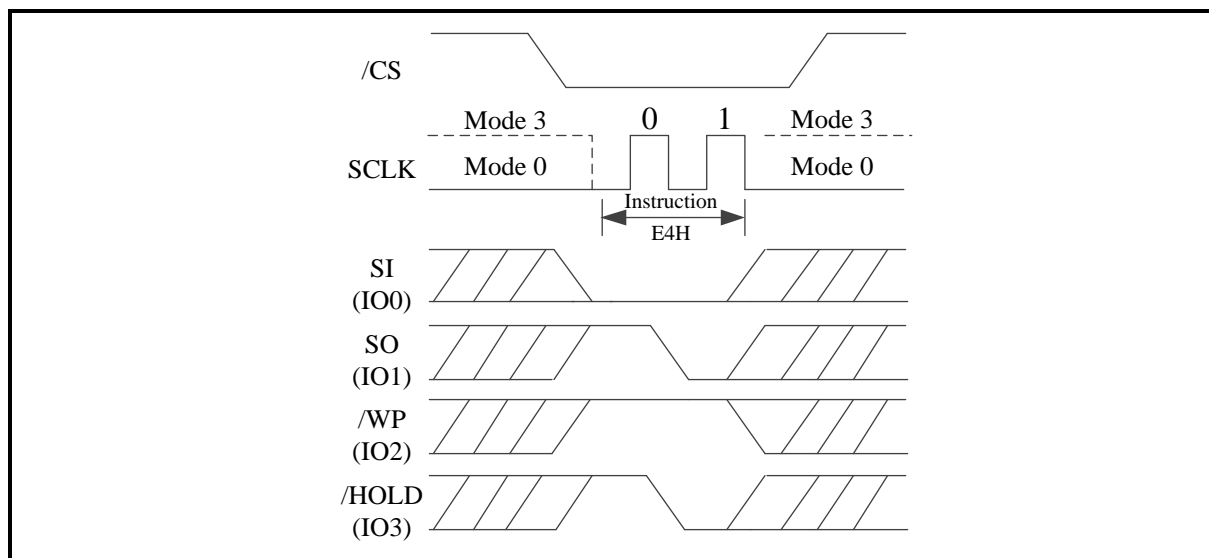 /CS
Mode 3 0 1 Mode 3
SCLK Mode 0 Mode 0
Instruction
E4H
SI
(IO0)
SO
(IO1)
/WP
(IO2)
/HOLD
(IO3)